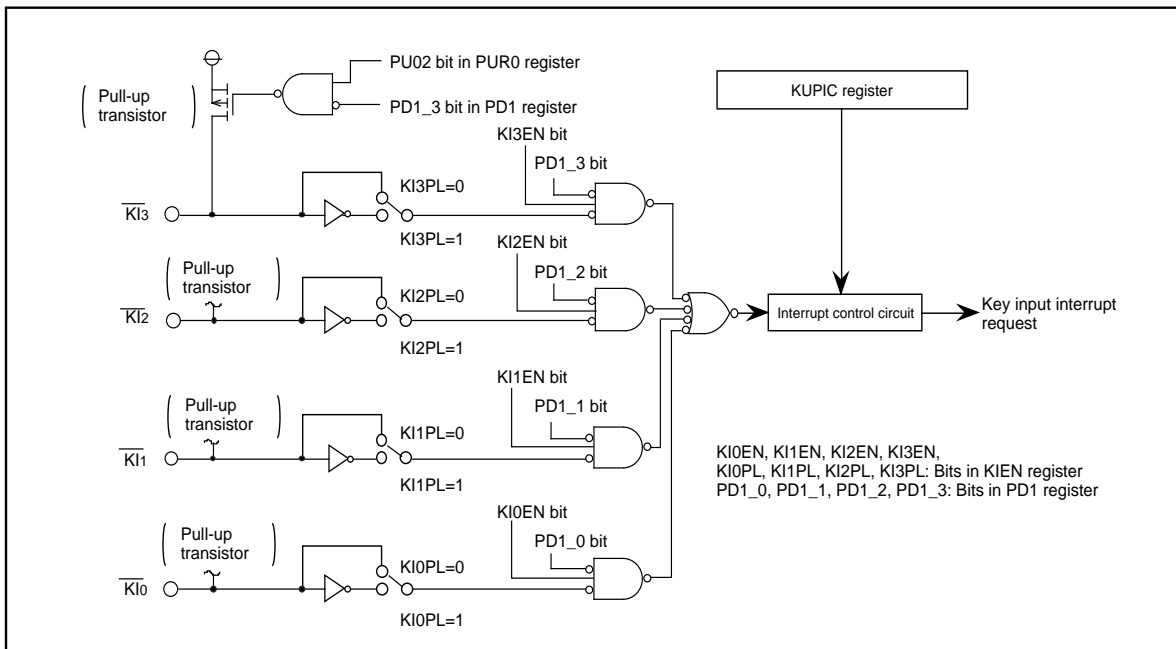 PU02 bit in PUR0 register
Pull-up
transistor
PD1_3 bit in PD1 register
KUPIC register
KI3EN bit
PD1_3 bit
KI3PL=0
KI3
KI3PL=1
KI2EN bit
Pull-up
transistor
PD1_2 bit
KI2PL=0
KI2
KI2PL=1
Interrupt control circuit
Key input interrupt
request
KI1EN bit
Pull-up
transistor
PD1_1 bit
KI1PL=0
KI1
KI1PL=1
KI0EN, KI1EN, KI2EN, KI3EN,
KI0PL, KI1PL, KI2PL, KI3PL: Bits in KIEN register
PD1_0, PD1_1, PD1_2, PD1_3: Bits in PD1 register
KI0EN bit
Pull-up
transistor
PD1_0 bit
KI0PL=0
KI0
KI0PL=1